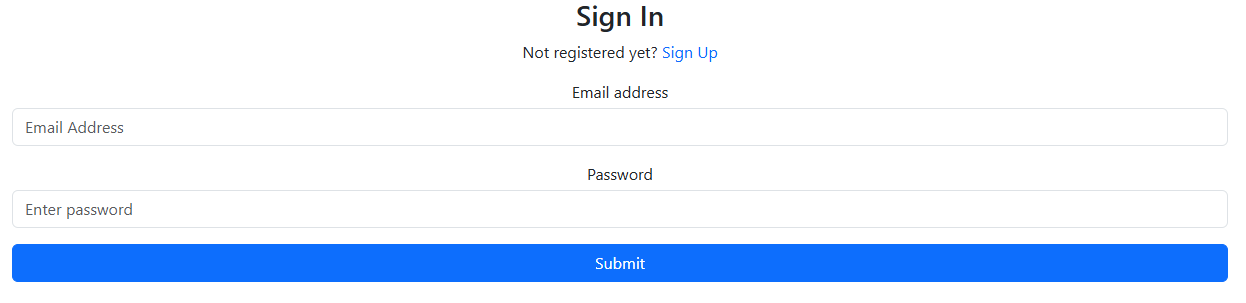 Sign In
Not registered yet? Sign Up
Email address
Email Address
Password
Enter password
Submit